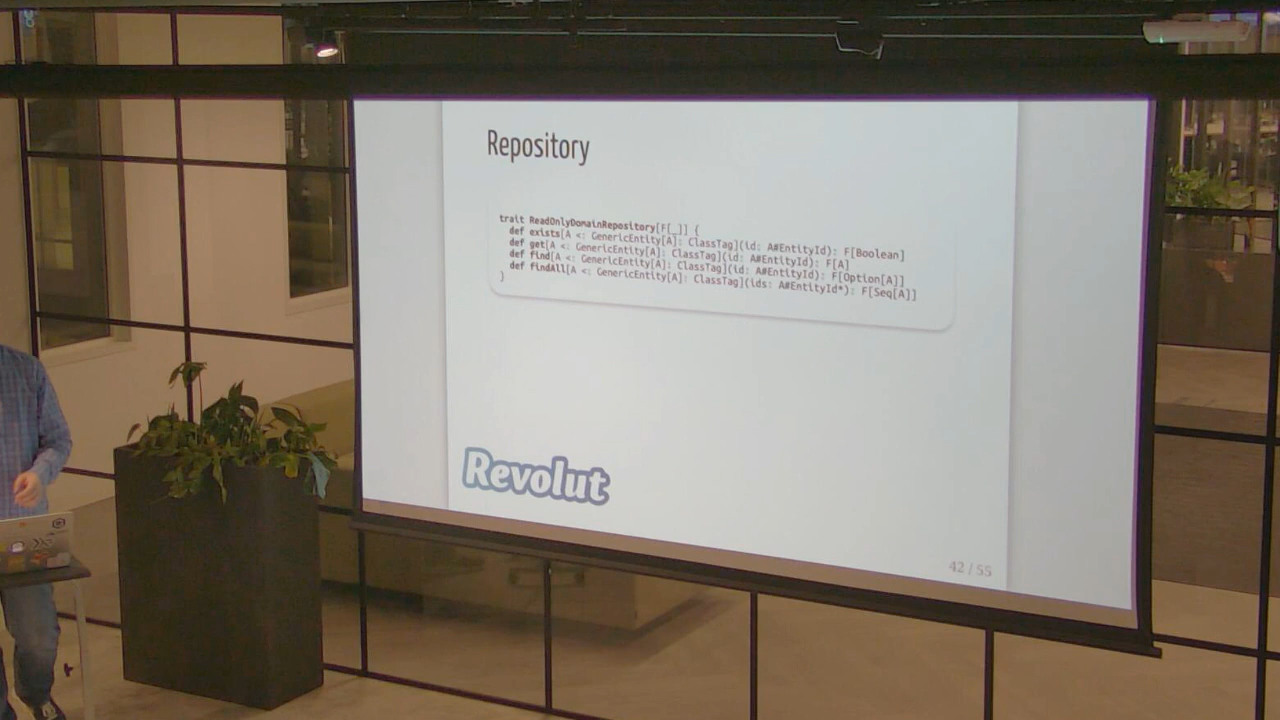 Repository
trait ReadOnlyDomainRepository[F[_]] {
def exists[A <: GenericEntity[A]: ClassTag](id: A#EntityId): F[Boolean]
def get[A <: GenericEntity[A]: ClassTag](id: A#EntityId): F[A]
def find[A <: GenericEntity[A]: ClassTag](id: A#EntityId): F[Option[A]]
def findAll[A <: GenericEntity[A]: ClassTag](ids: A#EntityId*): F[Seq[A]]
}
Revolut
42 / 55